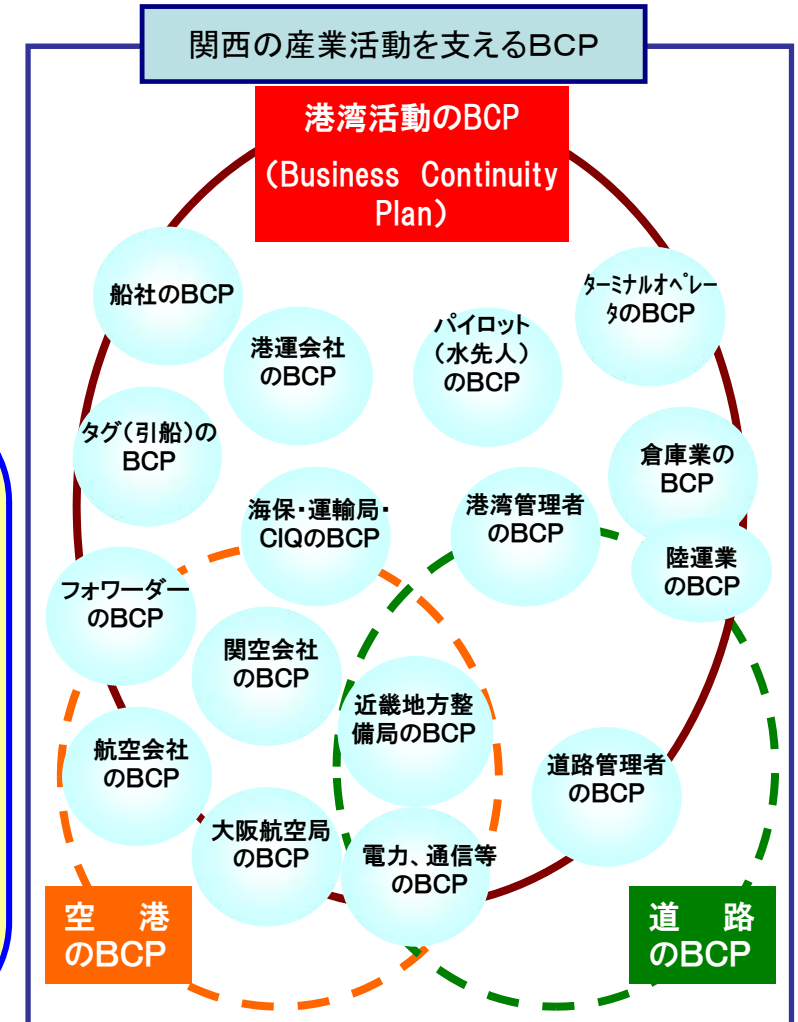 関西の産業活動を支えるBCP
港湾活動のBCP
（Business Continuity
Plan）
船社のBCP
ﾀｰﾐﾅﾙｵﾍﾟﾚｰ
ﾀのBCP
港運会社
のBCP
パイロット
（水先人）
のBCP
タグ（引船）の
BCP
倉庫業の
BCP
海保・運輸局・
CIQのBCP
港湾管理者
のBCP
陸運業
のBCP
フォワーダー
のBCP
関空会社
のBCP
近畿地方整
備局のBCP
航空会社
のBCP
道路管理者
のBCP
大阪航空局
のBCP
電力、通信等
のBCP
空　港
のBCP
道　路
のBCP